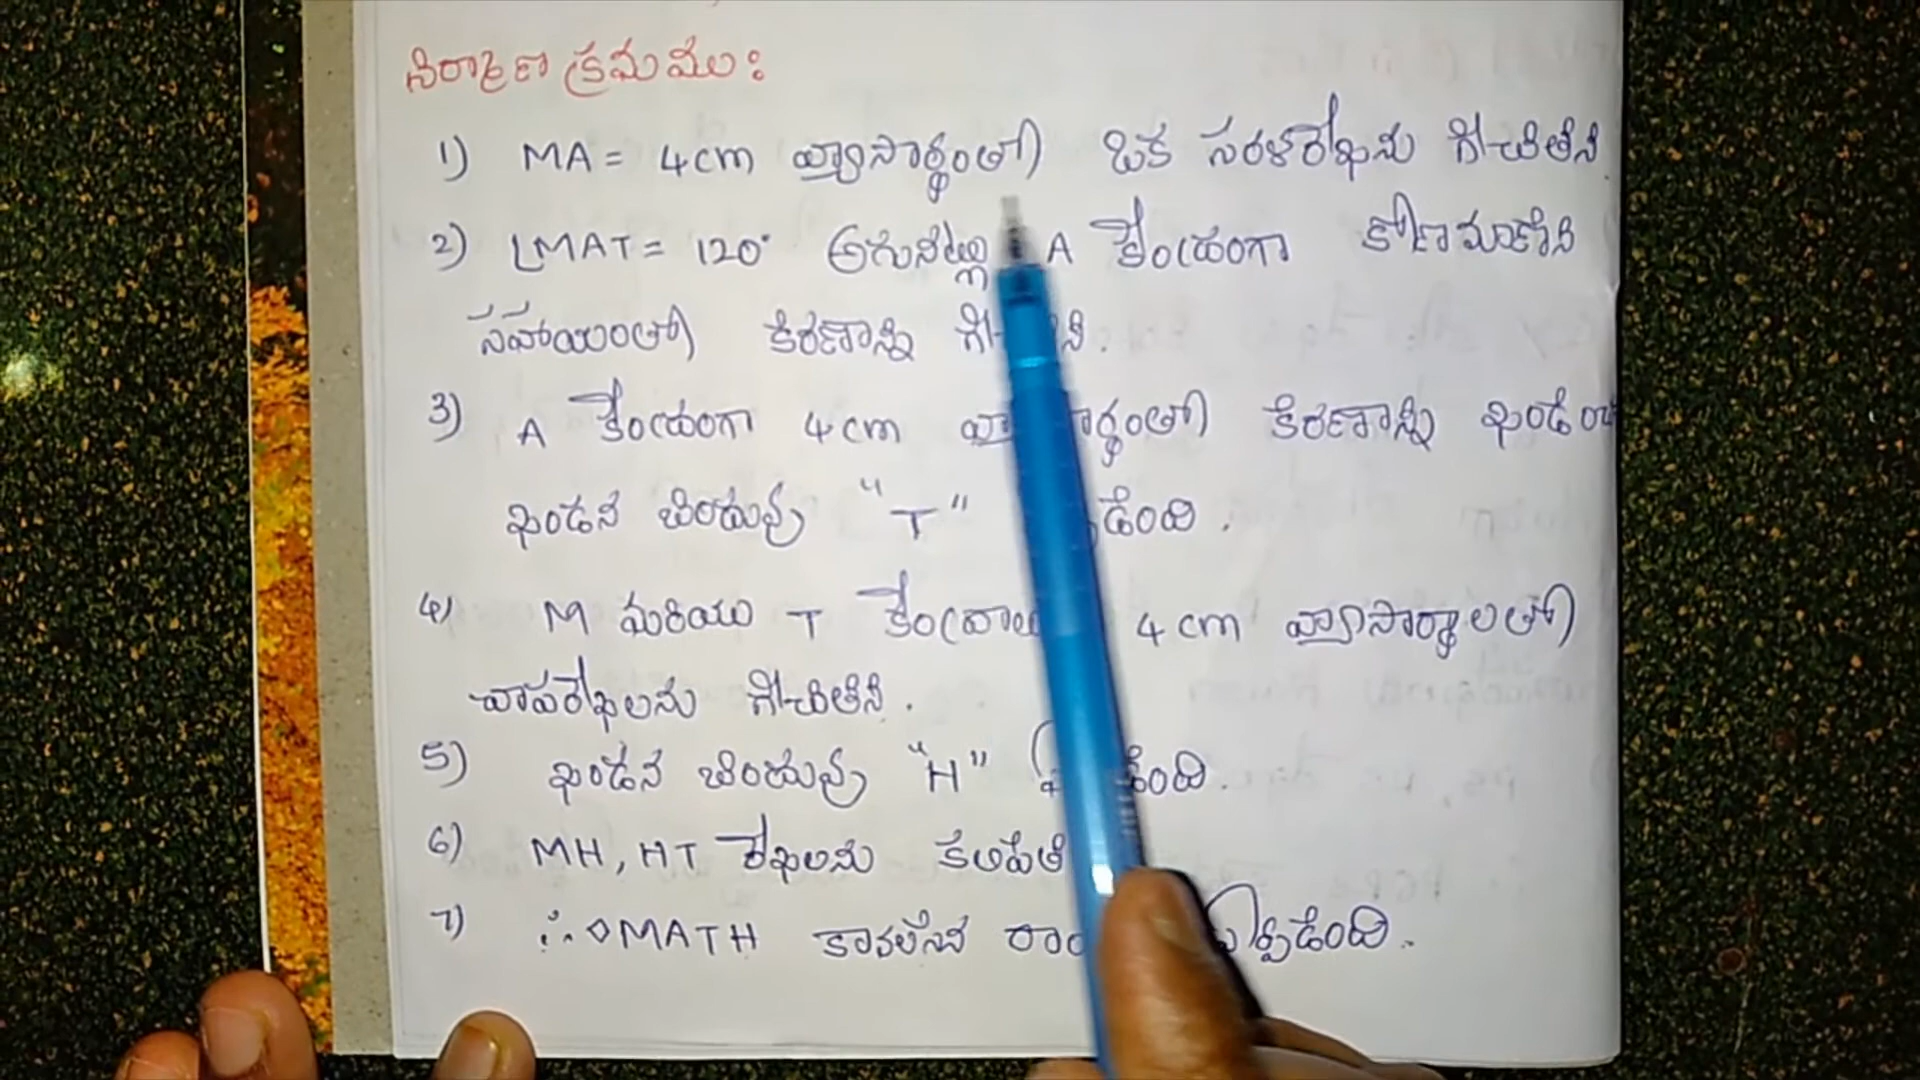 నిర్మాణ క్రమము :
1) MA = 4cm వ్యాసార్థంతో ఒక సరళరేఖను గీచితిని.
2) ∠MAT = 120° అగునట్లు A కేంద్రంగా కోణమాకొని
సహాయంతో కిరణాన్ని
3) A కేంద్రంగా 4cm కిరణాన్ని
ఖండన బిందువు "T"
4) M మరియు T 4cm వ్యాసార్థాలతో
చాపరేఖలను గీచితిని.
5) ఖండన బిందువు "H"
6) MH, HT రేఖలను
7) ∴ ◇MATH కావలసిన